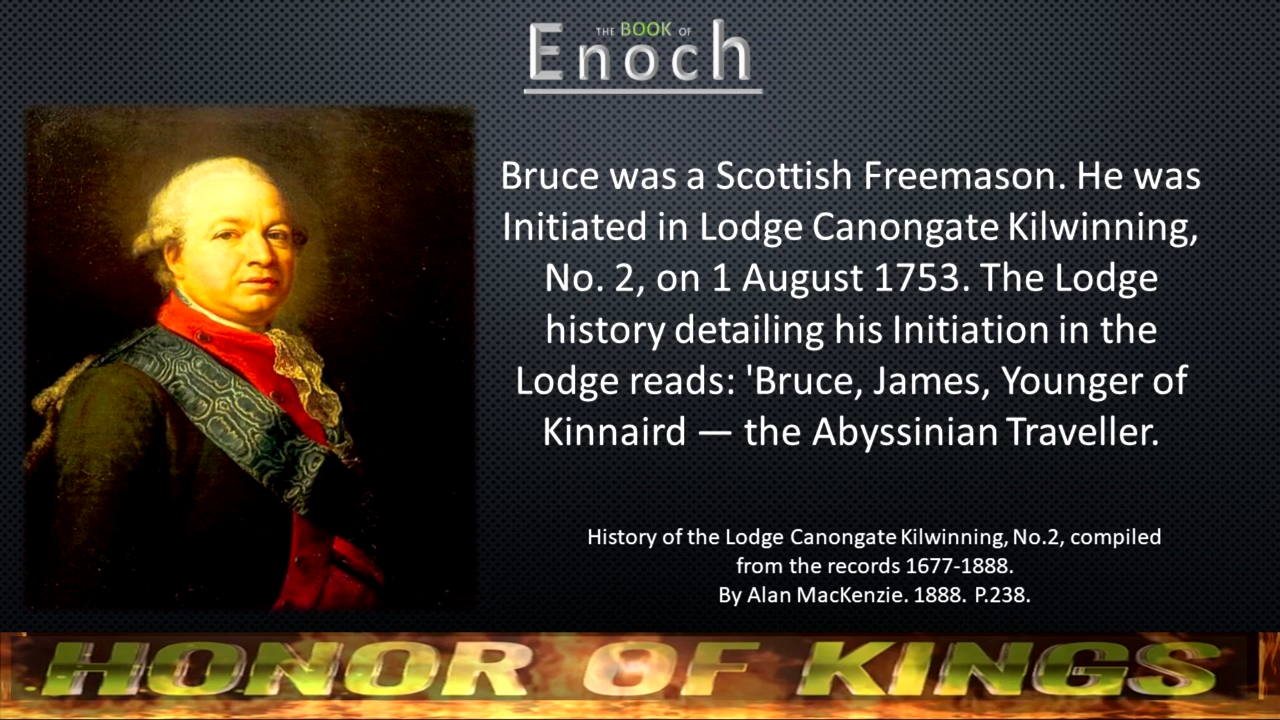 THE BOOK OF
Enoch
Bruce was a Scottish Freemason. He was
Initiated in Lodge Canongate Kilwinning,
No. 2, on 1 August 1753. The Lodge
history detailing his Initiation in the
Lodge reads: 'Bruce, James, Younger of
Kinnaird — the Abyssinian Traveller.
History of the Lodge Canongate Kilwinning, No.2, compiled
from the records 1677-1888.
By Alan MacKenzie. 1888. P.238.
HONOR OF KINGS